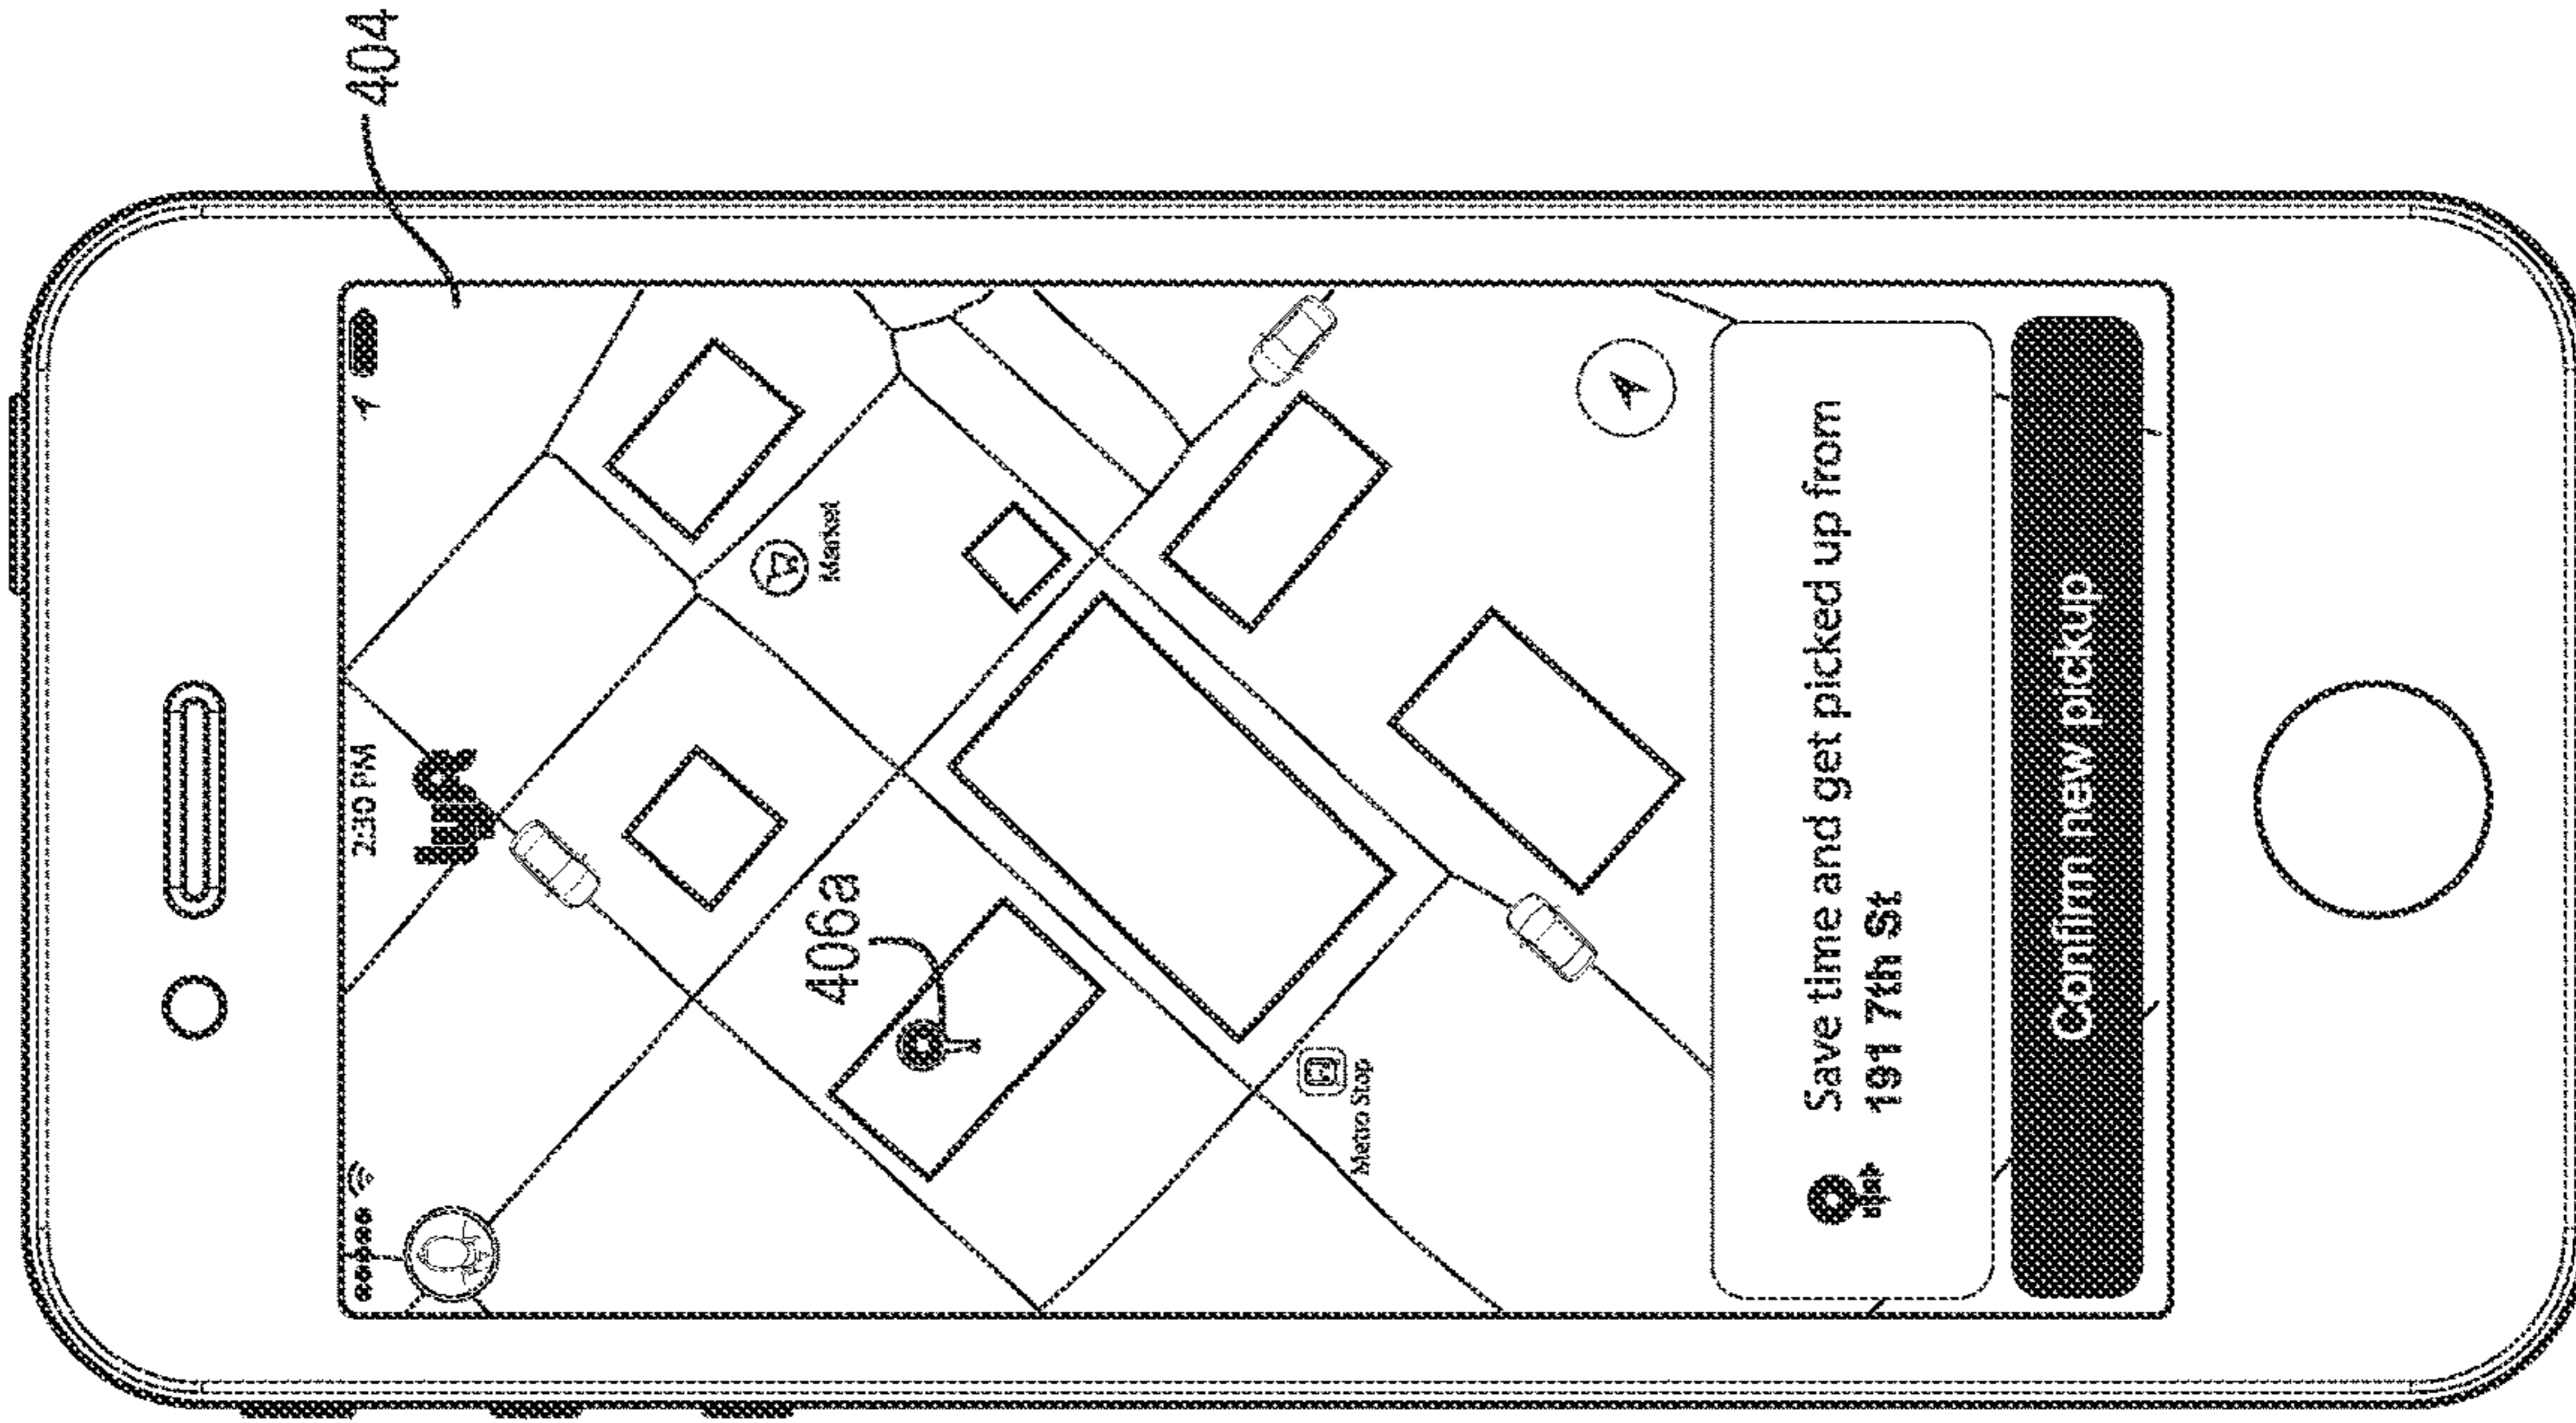 404
2:30 PM
lyft
Market
406a
Metro Stop
Save time and get picked up from
191 7th St
Confirm new pickup